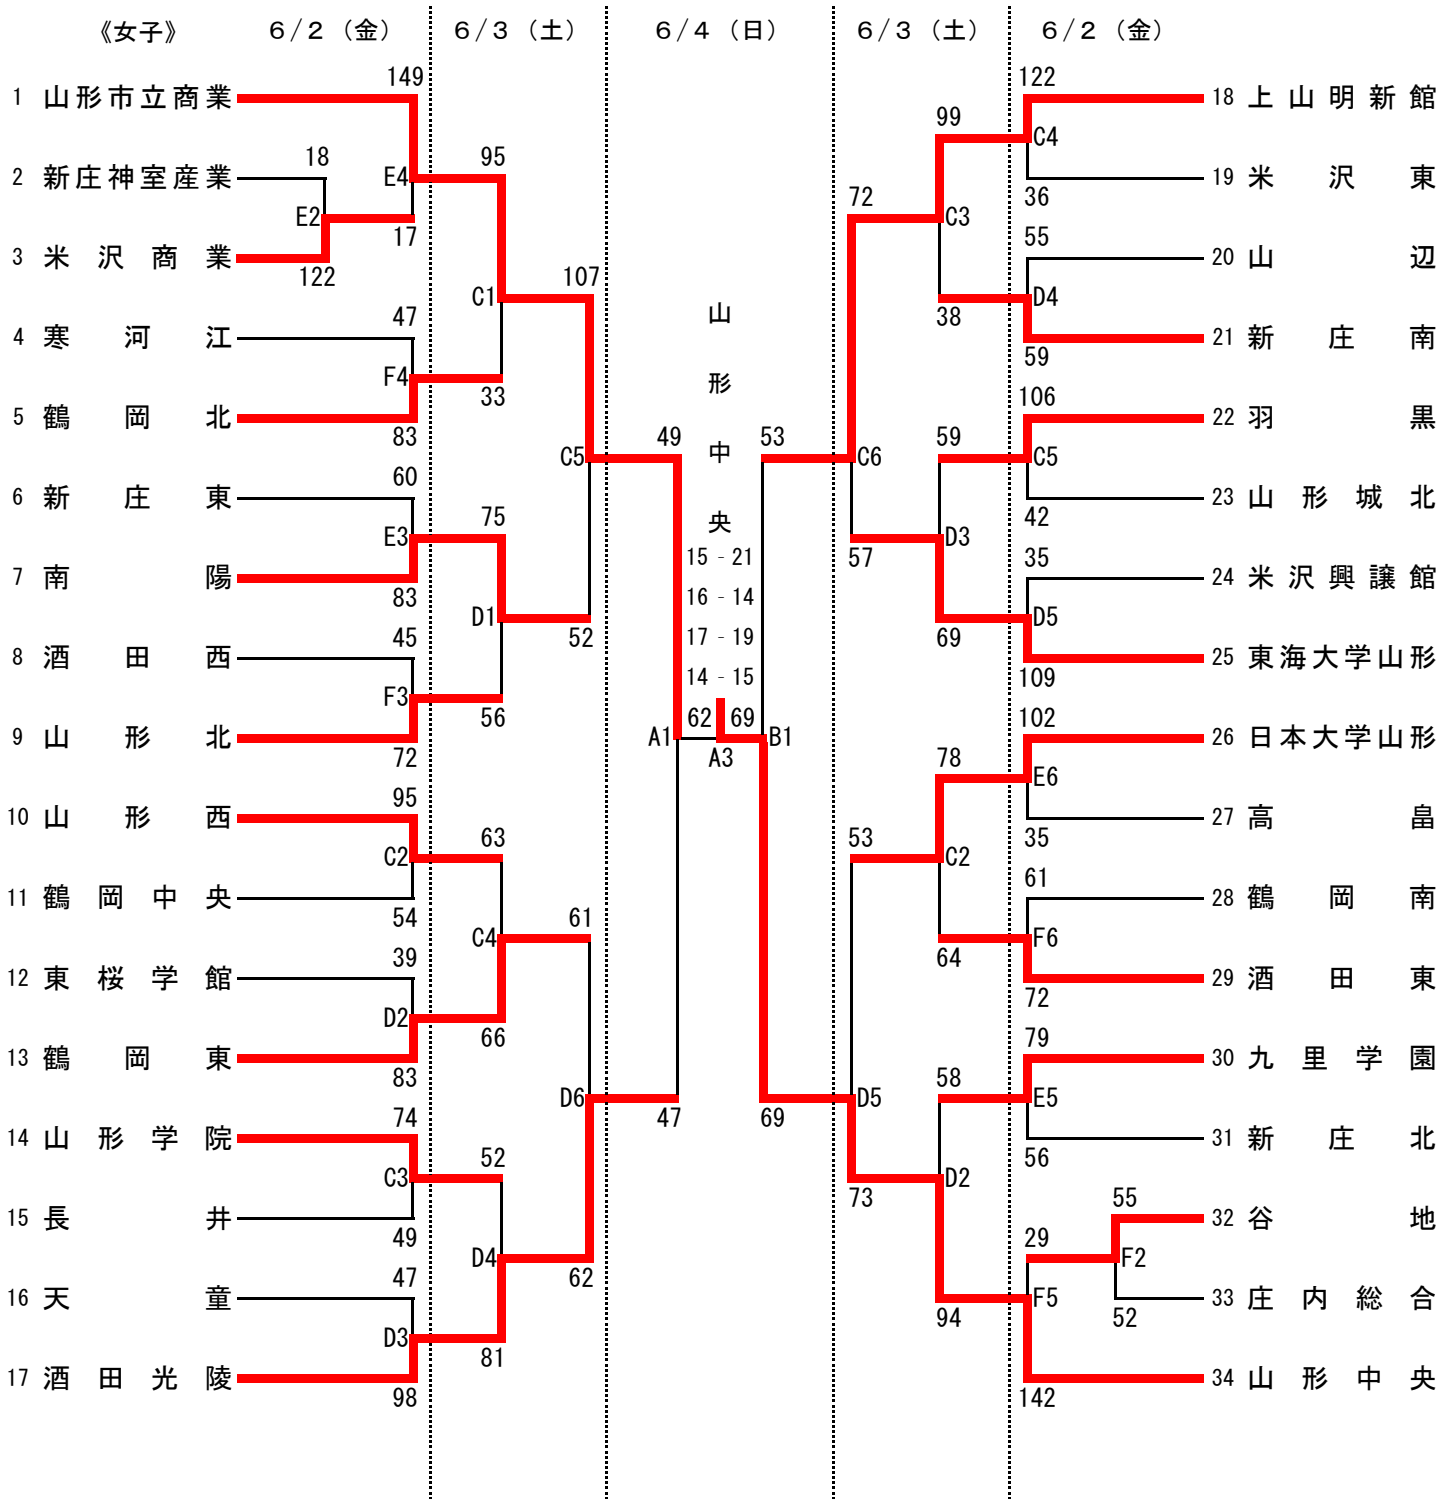 《女子》 6/2（金） 6/3（土） 6/4（日） 6/3（土） 6/2（金）
149 122
1 山形市立商業 18 上山明新館
99
C4
18 95
2 新庄神室産業 E4 19 米沢東
72 36
E2 C3
17 55
3 米沢商業 20 山辺
122 107
C1 D4
47 山 38
4 寒河江 21 新庄南
59
F4 形
33 106
5 鶴岡北 22 羽黒
83 49 中 53 59
C5 C6 C5
60
6 新庄東 23 山形城北
75 央 42
E3 D3
15 - 21 57 35
7 南陽 24 米沢興譲館
83 16 - 14
D1 D5
45 52 17 - 19 69
8 酒田西 25 東海大学山形
14 - 15 109
F3
56 62 69 102
9 山形北 A1 B1 26 日本大学山形
72 A3 78
E6
95
10 山形西 27 高畠
63 53 35
C2 C2
61
11 鶴岡中央 28 鶴岡南
54 61
C4 F6
39 64
12 東桜学館 29 酒田東
72
D2
66 79
13 鶴岡東 30 九里学園
83 58
D6 D5 E5
74 47 69
14 山形学院 31 新庄北
52 56
C3 D2
73 55
15 長井 32 谷地
49 29
D4 F2
47 62
16 天童 F5 33 庄内総合
94 52
D3
81
17 酒田光陵 34 山形中央
98 142